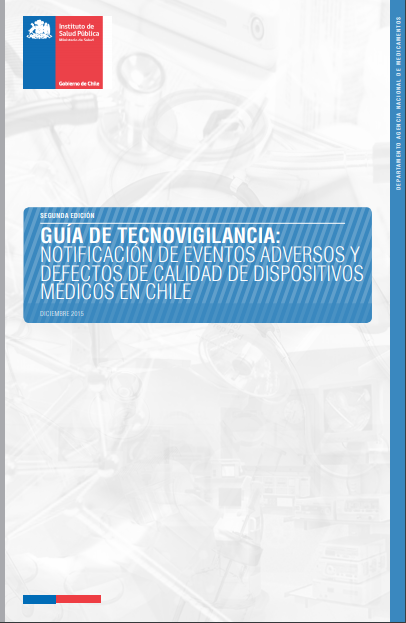 Instituto de
Salud Pública
Ministerio de Salud
Gobierno de Chile
DEPARTAMENTO AGENCIA NACIONAL DE MEDICAMENTOS
SEGUNDA EDICIÓN
GUÍA DE TECNOVIGILANCIA:
NOTIFICACIÓN DE EVENTOS ADVERSOS Y
DEFECTOS DE CALIDAD DE DISPOSITIVOS
MÉDICOS EN CHILE
DICIEMBRE 2015